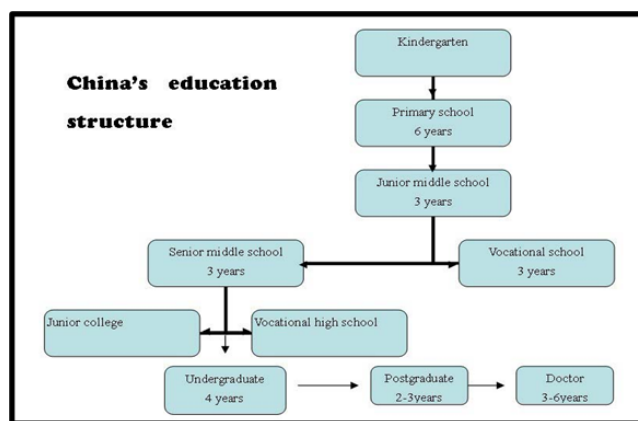 China's education
structure
Kindergarten
Primary school
6 years
Junior middle school
3 years
Senior middle school
3 years
Vocational school
3 years
Junior college
Vocational high school
Undergraduate
4 years
Postgraduate
2-3years
Doctor
3-6years